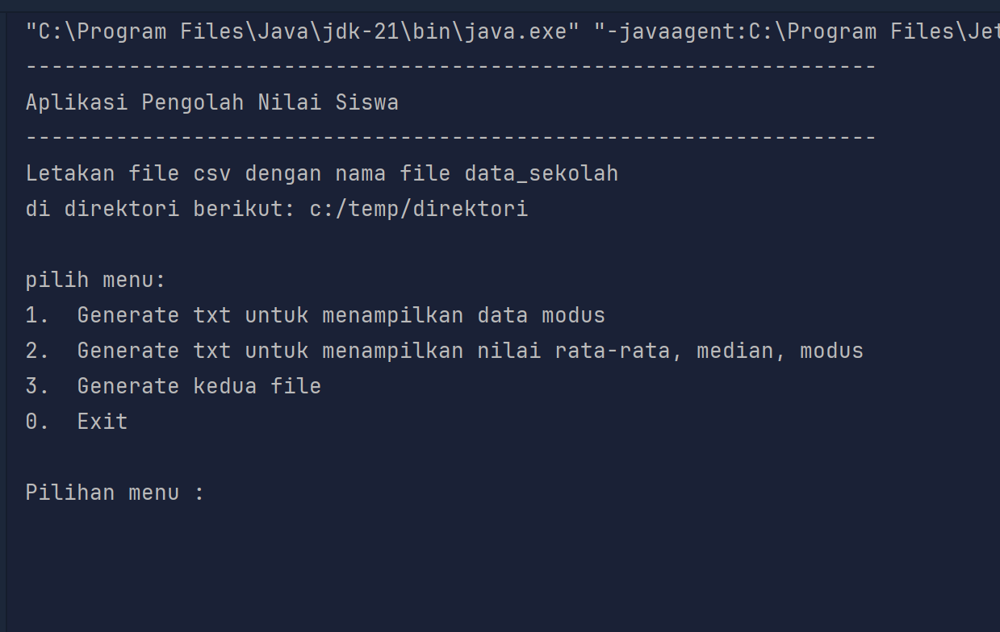 "C:\Program Files\Java\jdk-21\bin\java.exe" "-javaagent:C:\Program Files\Jet
------------------------------------------------------------------
Aplikasi Pengolah Nilai Siswa
------------------------------------------------------------------
Letakan file csv dengan nama file data_sekolah
di direktori berikut: c:/temp/direktori
pilih menu:
1.  Generate txt untuk menampilkan data modus
2.  Generate txt untuk menampilkan nilai rata-rata, median, modus
3.  Generate kedua file
0.  Exit
Pilihan menu :